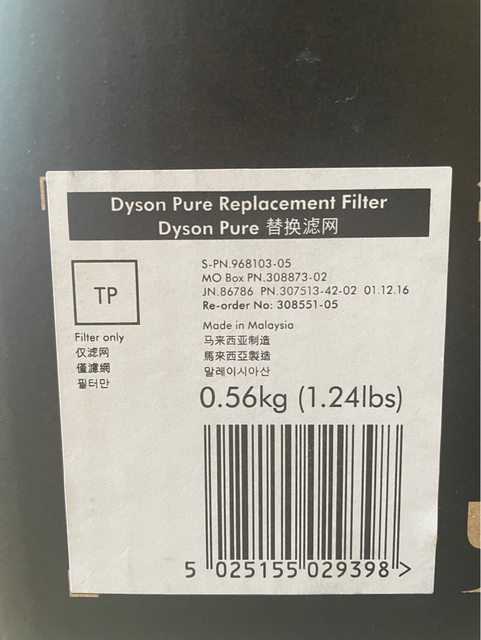 Dyson Pure Replacement Filter
Dyson Pure 替换滤网
TP
Filter only
仅滤网
僅濾網
필터만
S-PN.968103-05
MO Box PN.308873-02
JN.86786 PN.307513-42-02 01.12.16
Re-order No: 308551-05
Made in Malaysia
马来西亚制造
馬來西亞製造
말레이시아산
0.56kg (1.24lbs)
5 025155 029398 >